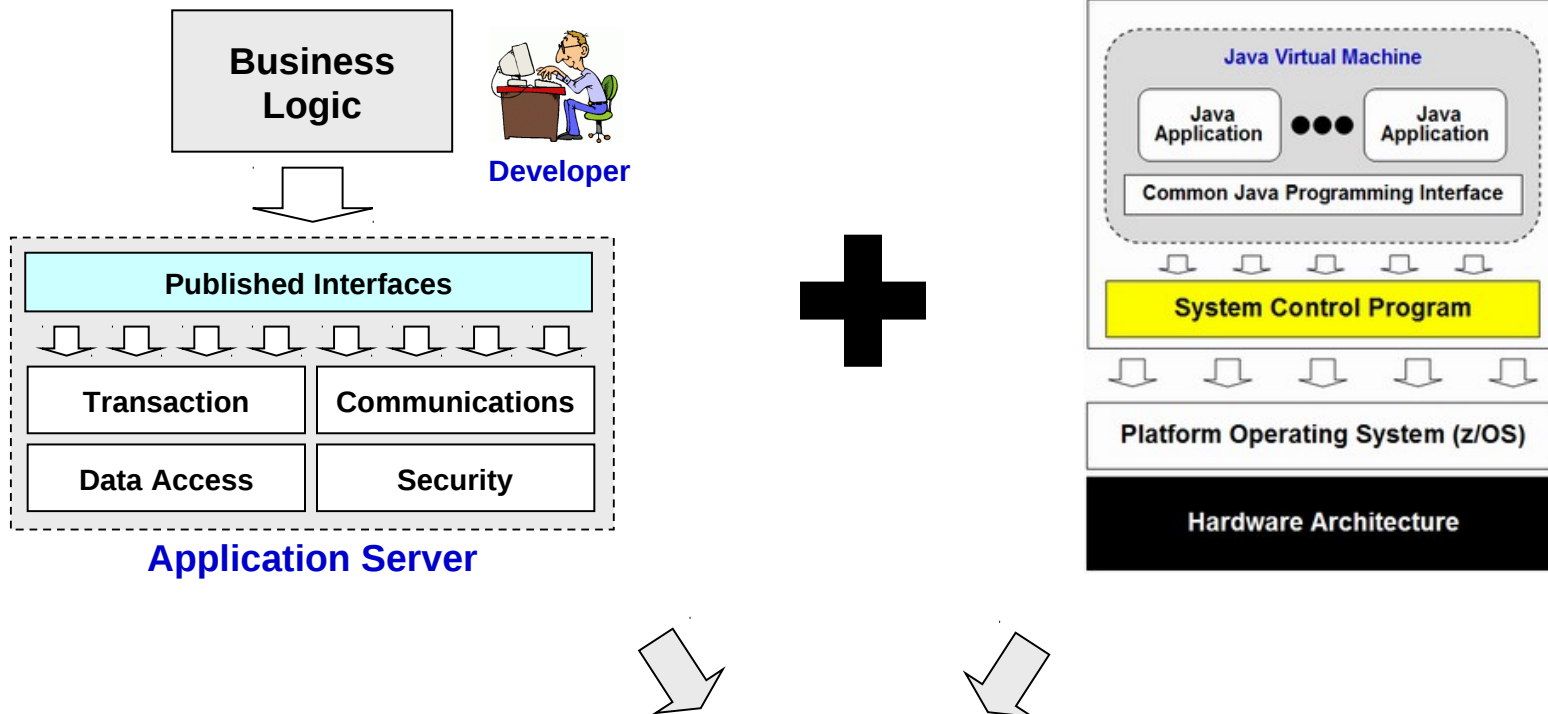 Business
Logic
Developer
Published Interfaces
Transaction
Communications
Data Access
Security
Application Server
Java Virtual Machine
Java
Application
Java
Application
Common Java Programming Interface
System Control Program
Platform Operating System (z/OS)
Hardware Architecture